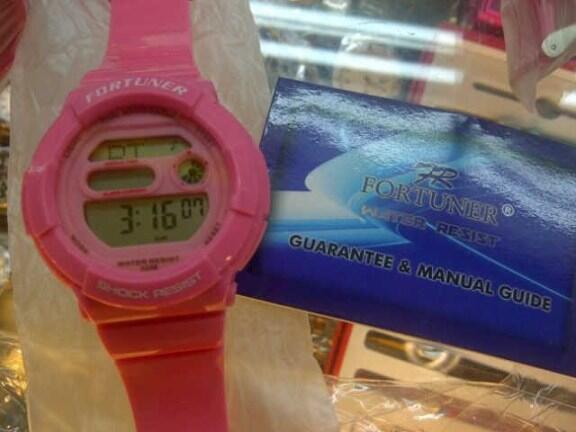 FORTUNER
3:16 07
WATER RESIST
SHOCK RESIST
FR
FORTUNER®
WATER RESIST
GUARANTEE & MANUAL GUIDE